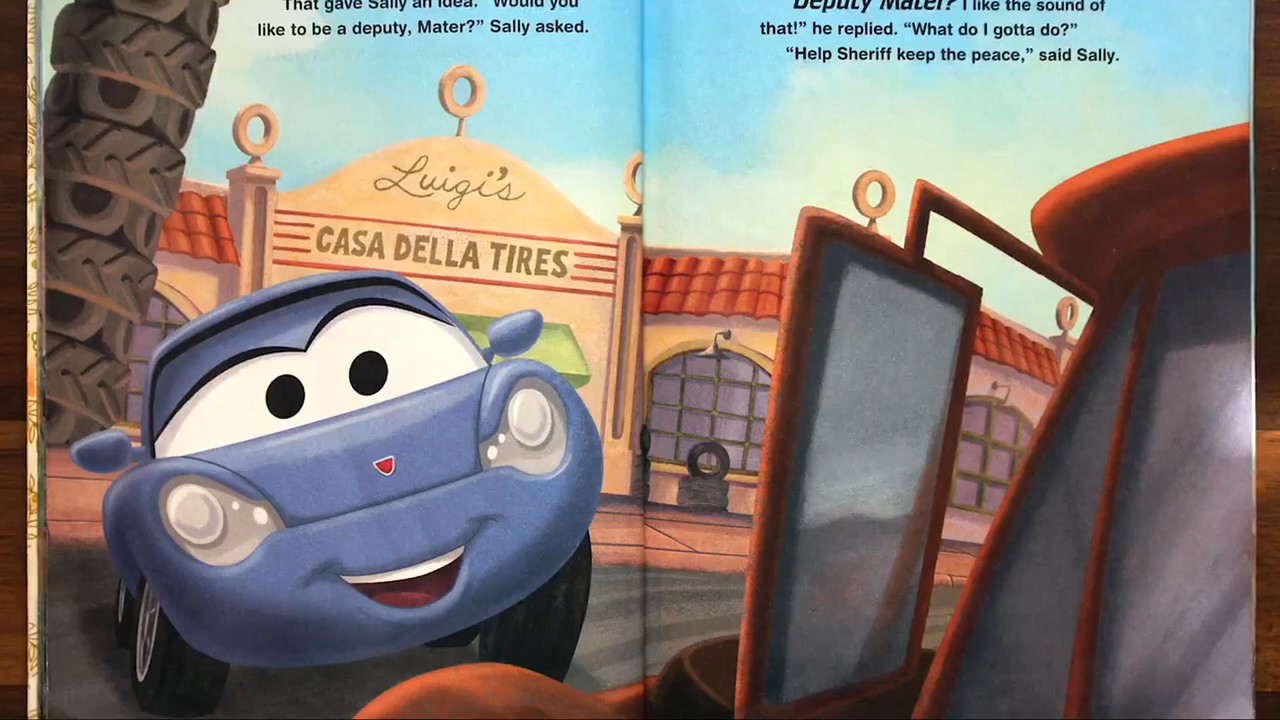 That gave Sally an idea. "Would you
like to be a deputy, Mater?" Sally asked.
Deputy Mater? I like the sound of
that!" he replied. "What do I gotta do?"
"Help Sheriff keep the peace," said Sally.
Luigi's
CASA DELLA TIRES